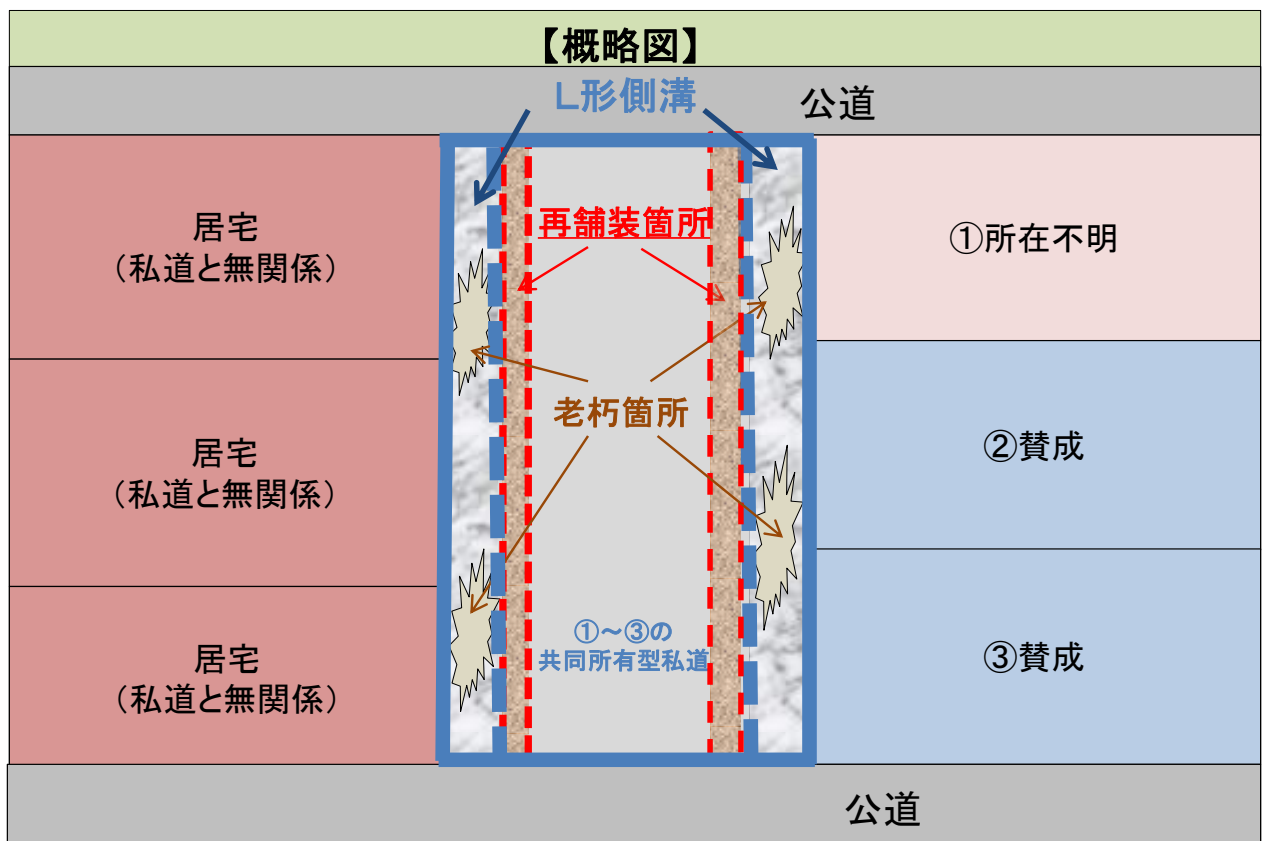 【概略図】
L形側溝
公道
居宅
（私道と無関係）
再舗装箇所
①所在不明
老朽箇所
居宅
（私道と無関係）
②賛成
居宅
（私道と無関係）
①～③の
共同所有型私道
③賛成
公道